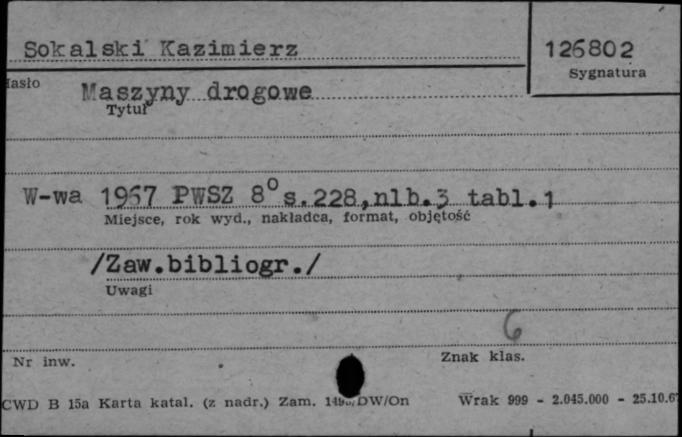 Sokalski Kazimierz
126802
Sygnatura
Hasło
Maszyny drogowe
Tytuł
W-wa 1967 PWSZ 8° s.228,nlb.3 tabl.1
Miejsce, rok wyd., nakładca, format, objętość
/Zaw.bibliogr./
Uwagi
6
Nr inw.
Znak klas.
CWD B 15a Karta katal. (z nadr.) Zam. DW/On Wrak 999 - 2.045.000 - 25.10.